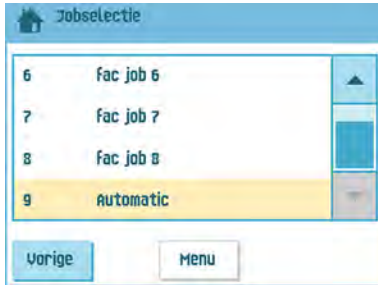 Jobselectie
6 Fac job 6
7 Fac job 7
8 Fac job 8
9 Automatic
Vorige Menu